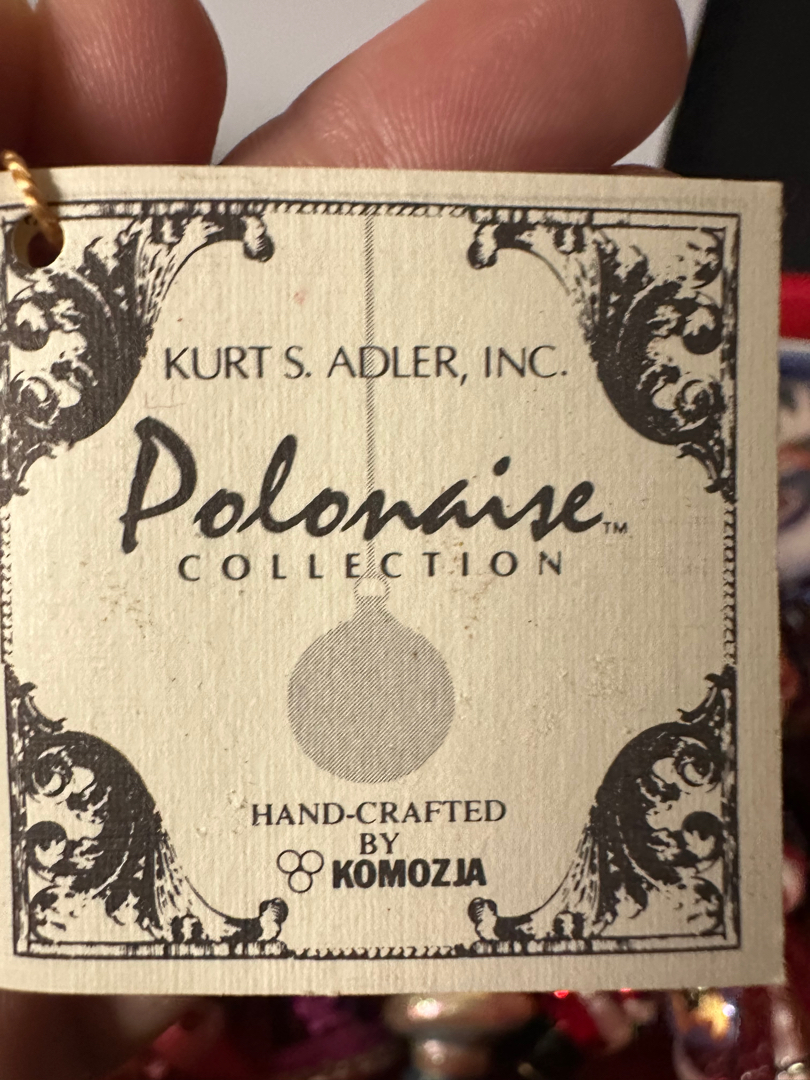 KURT S. ADLER, INC.
Polonaise™
COLLECTION
HAND-CRAFTED
BY
KOMOZJA